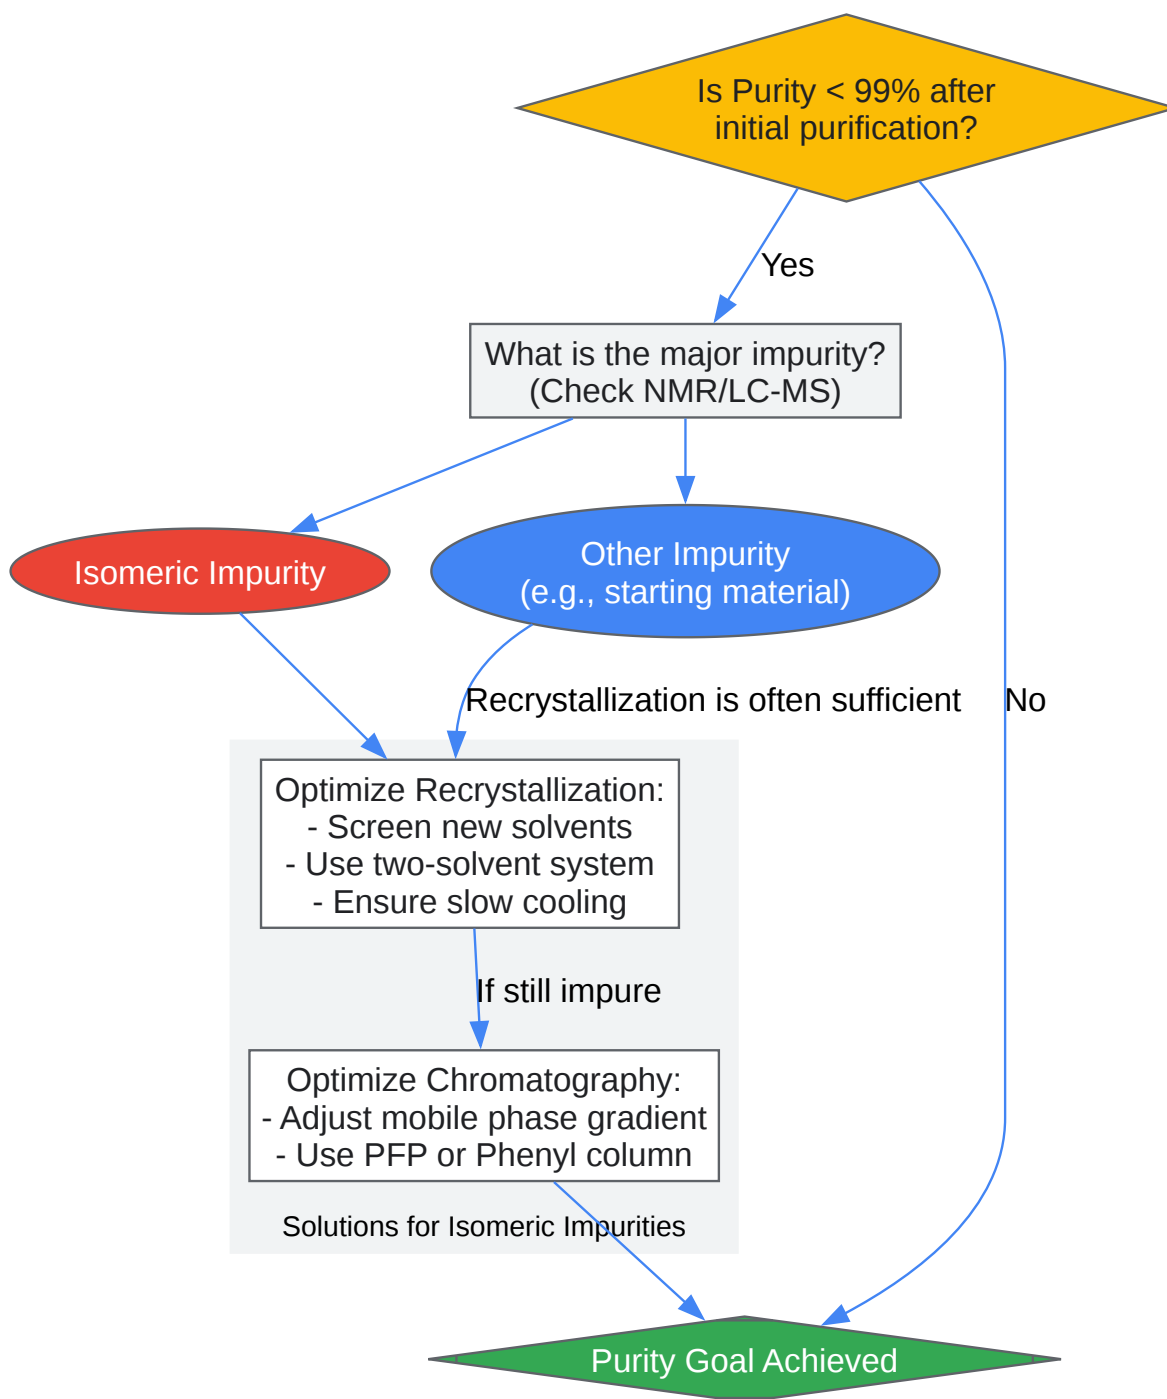 Is Purity < 99% after
initial purification?
Yes
What is the major impurity?
(Check NMR/LC-MS)
Isomeric Impurity
Other Impurity
(e.g., starting material)
Recrystallization is often sufficient
No
Optimize Recrystallization:
- Screen new solvents
- Use two-solvent system
- Ensure slow cooling
If still impure
Optimize Chromatography:
- Adjust mobile phase gradient
- Use PFP or Phenyl column
Solutions for Isomeric Impurities
Purity Goal Achieved